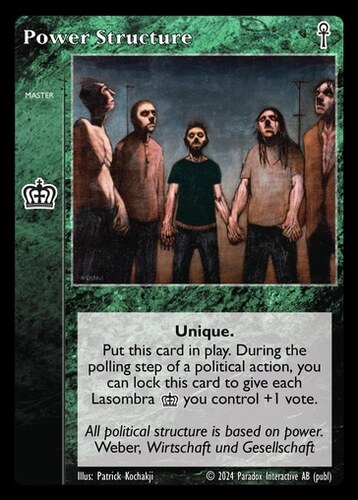 Power Structure
MASTER
Unique.
Put this card in play. During the
polling step of a political action, you
can lock this card to give each
Lasombra you control +1 vote.
All political structure is based on power.
Weber, Wirtschaft und Gesellschaft
Illus: Patrick Kochakji © 2024 Paradox Interactive AB (publ)